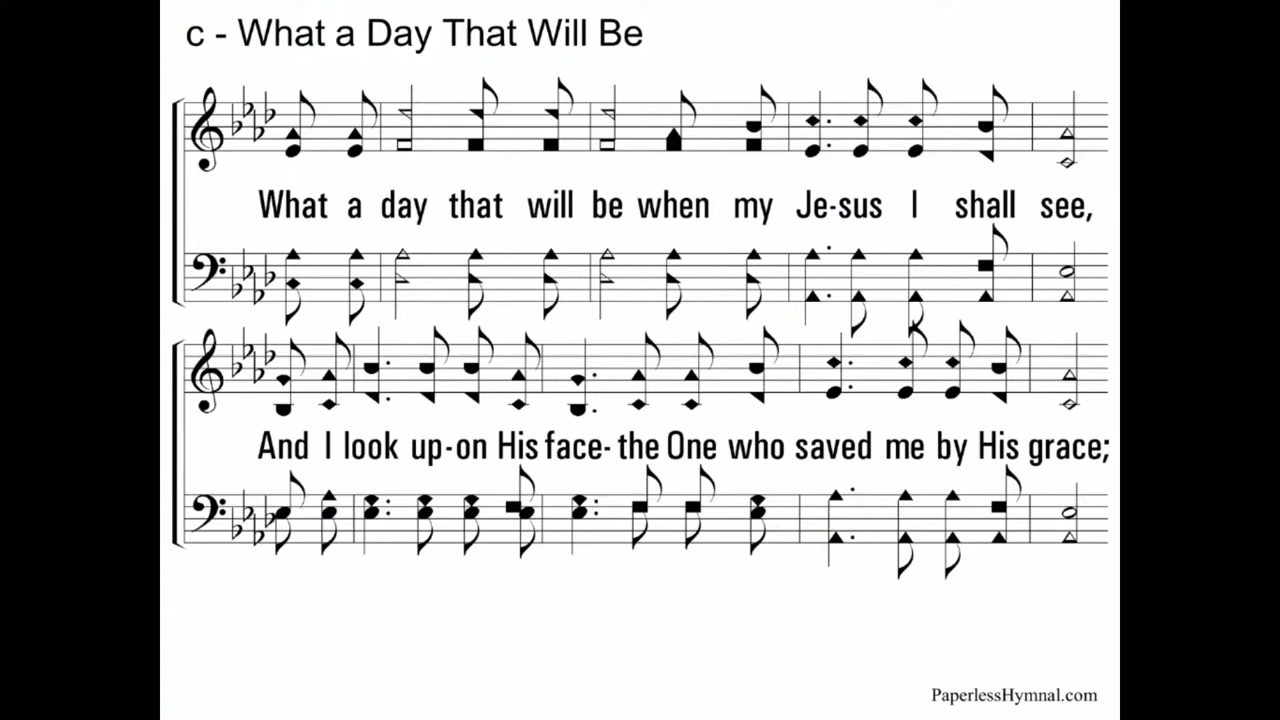 c - What a Day That Will Be
What a day that will be when my Je-sus I shall see,
And I look up-on His face- the One who saved me by His grace;
PaperlessHymnal.com